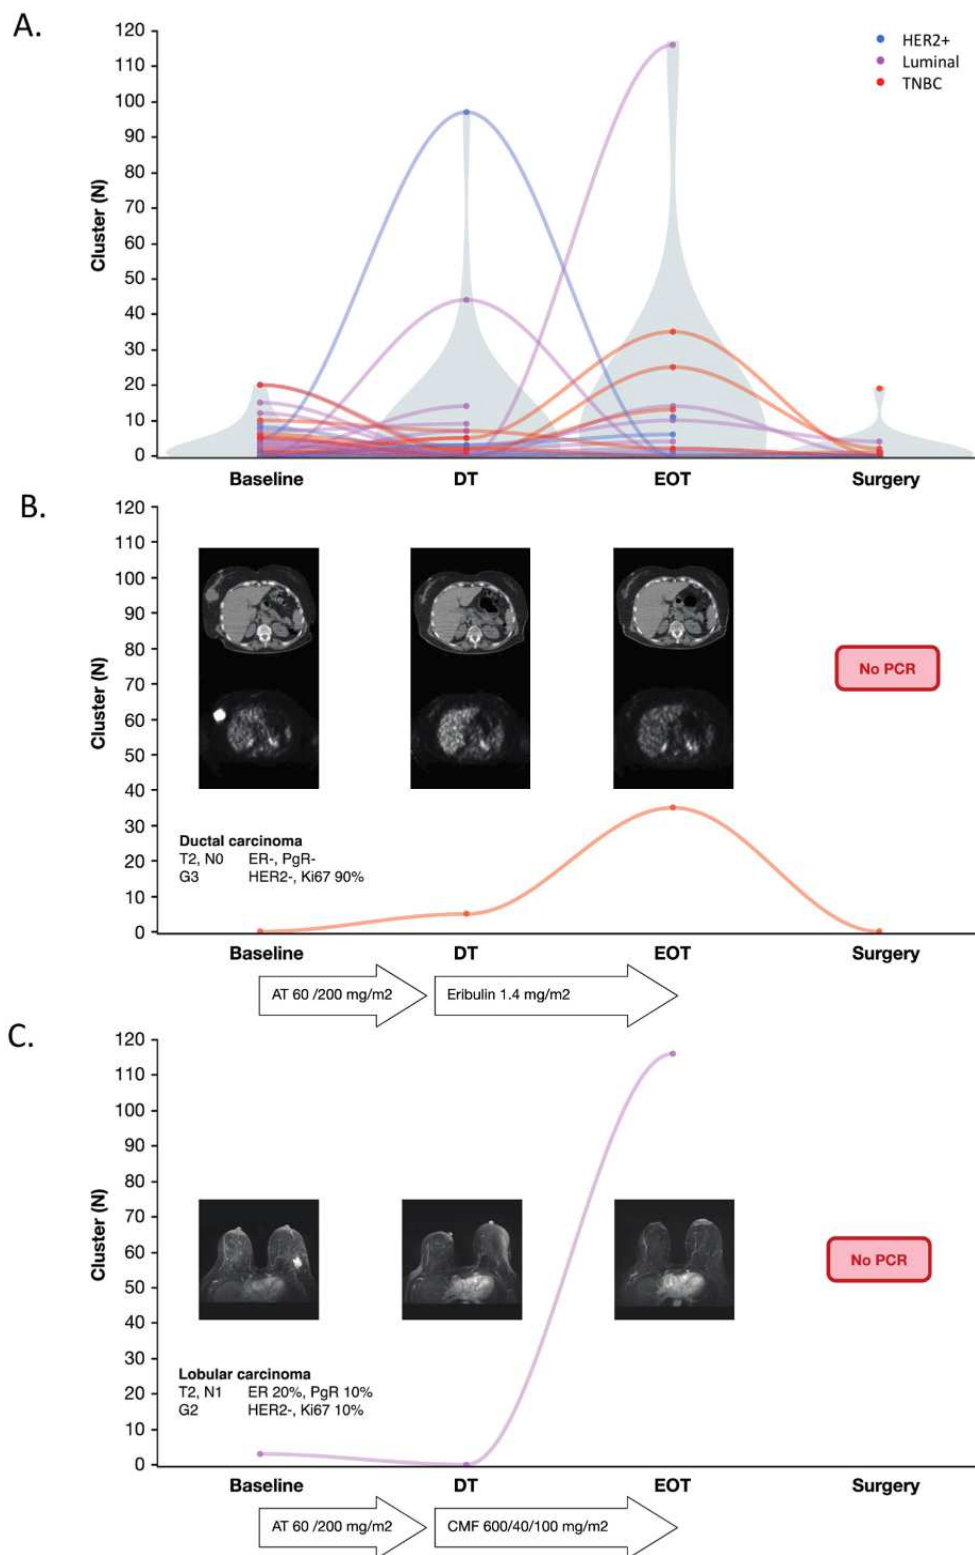 A.
120
110
100
90
80
70
60
50
40
30
20
10
0
Cluster (N)
HER2+
Luminal
TNBC
Baseline DT EOT Surgery
B.
120
110
100
90
80
70
60
50
40
30
20
10
0
Cluster (N)
No PCR
Ductal carcinoma
T2, N0 ER-, PgR-
G3 HER2-, Ki67 90%
Baseline DT EOT Surgery
AT 60 /200 mg/m2 Eribulin 1.4 mg/m2
C.
120
110
100
90
80
70
60
50
40
30
20
10
0
Cluster (N)
No PCR
Lobular carcinoma
T2, N1 ER 20%, PgR 10%
G2 HER2-, Ki67 10%
Baseline DT EOT Surgery
AT 60 /200 mg/m2 CMF 600/40/100 mg/m2